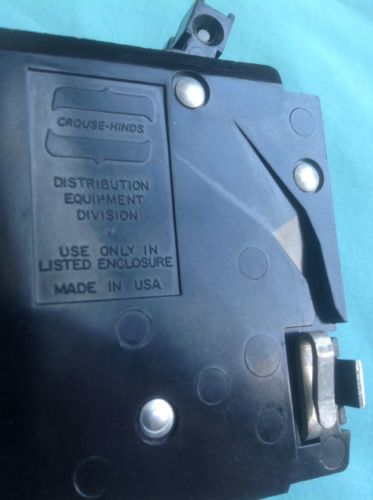 CROUSE-HINDS
DISTRIBUTION
EQUIPMENT
DIVISION
USE ONLY IN
LISTED ENCLOSURE
MADE IN USA